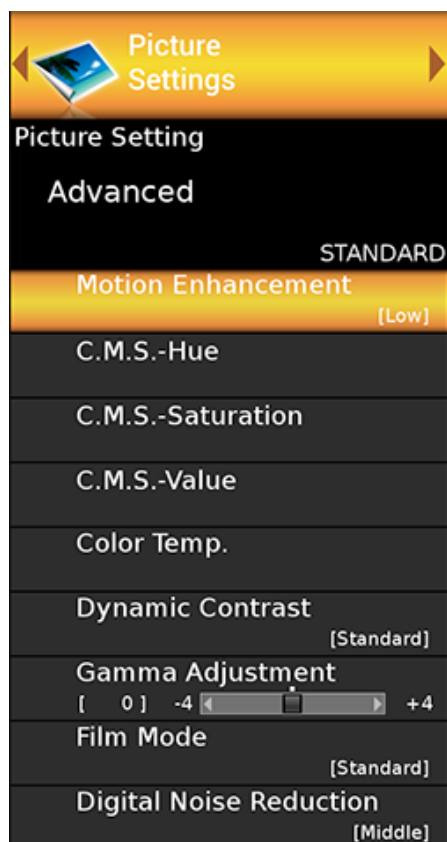 Picture
Settings
Picture Setting
Advanced
STANDARD
Motion Enhancement
[Low]
C.M.S.-Hue
C.M.S.-Saturation
C.M.S.-Value
Color Temp.
Dynamic Contrast
[Standard]
Gamma Adjustment
[ 0] -4 +4
Film Mode
[Standard]
Digital Noise Reduction
[Middle]